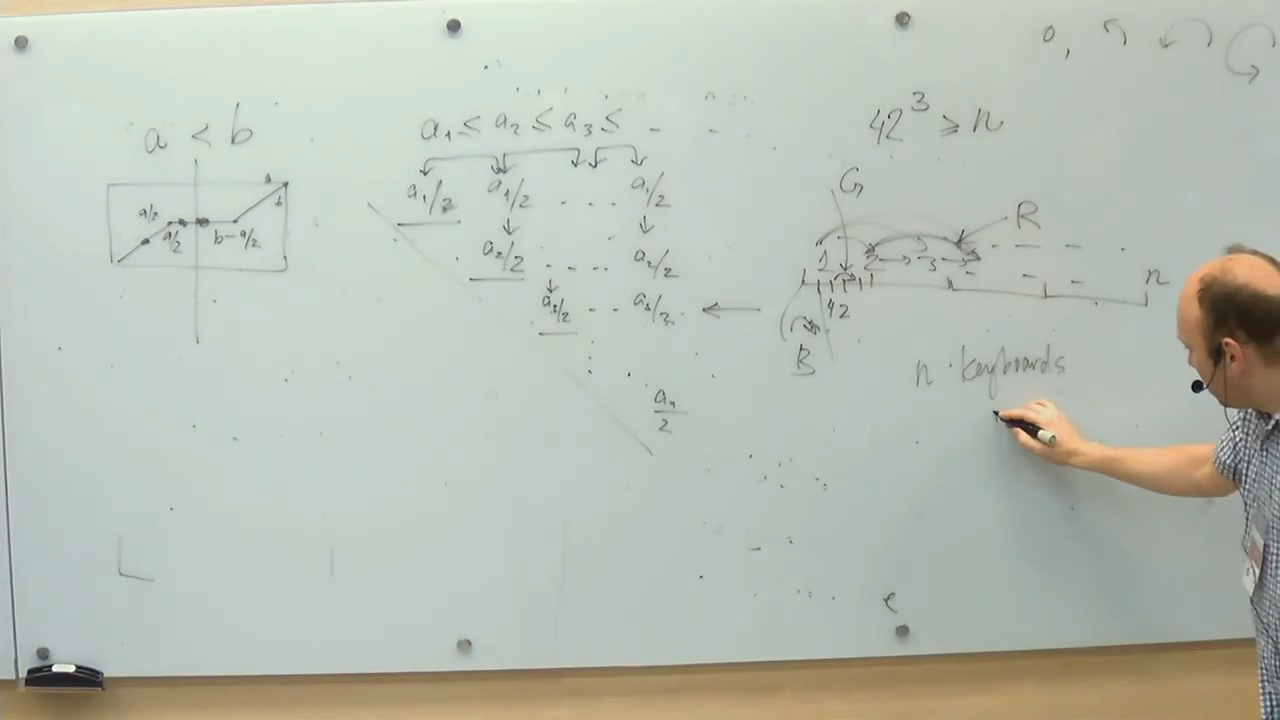 a < b
a
b
a/2
a/2
b - a/2
a₁ ≤ a₂ ≤ a₃ ≤ - -
a₁/2 a₁/2 . . . a₁/2
a₂/2 - . . . a₂/2
a₃/2 . . a₃/2
aₙ/2
42³ ≥ n
0,
G
R
1 2 3
n
42
B
n · keyboards
e